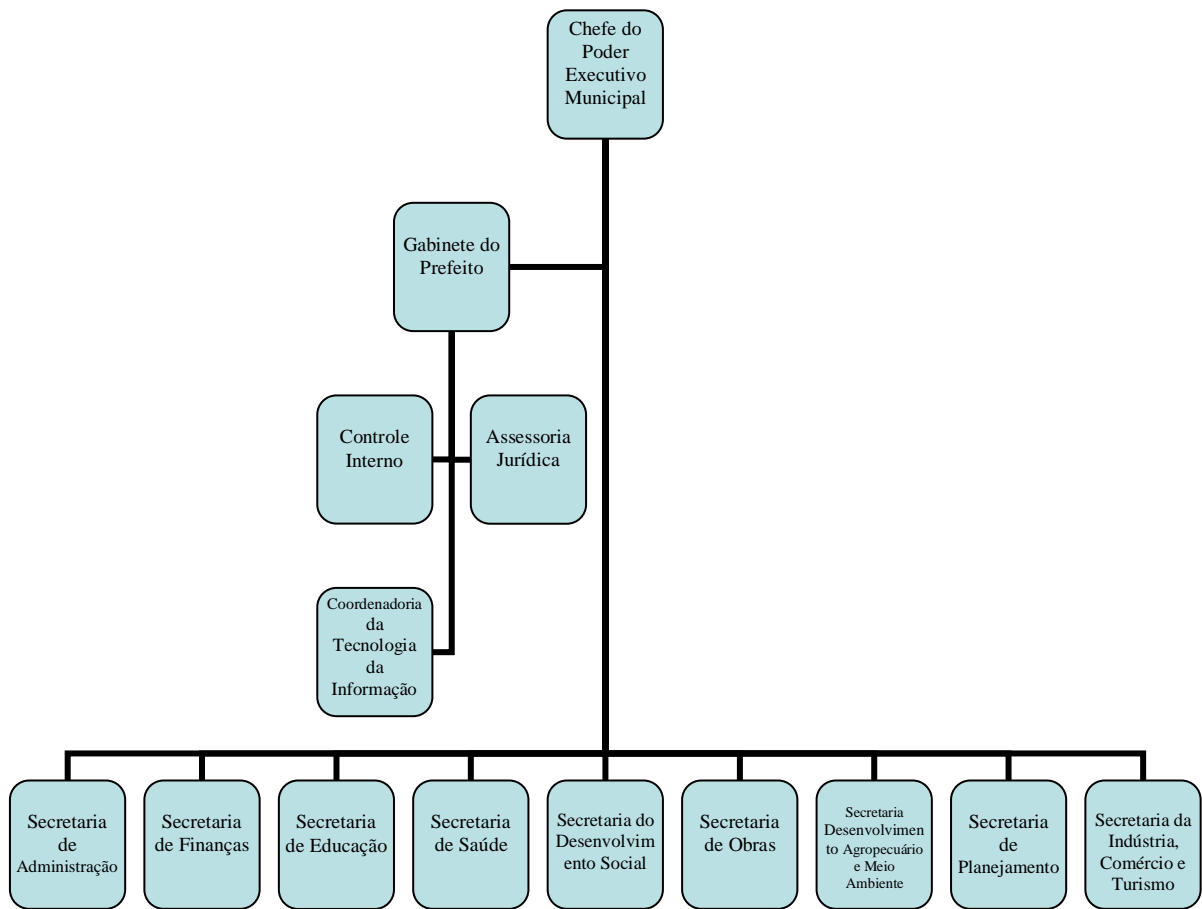 Chefe do
Poder
Executivo
Municipal
Gabinete do
Prefeito
Controle
Interno
Assessoria
Jurídica
Coordenadoria
da
Tecnologia
da
Informação
Secretaria
de
Administração
Secretaria
de Finanças
Secretaria
de Educação
Secretaria
de Saúde
Secretaria do
Desenvolvim
ento Social
Secretaria
de Obras
Secretaria
Desenvolvimen
to Agropecuário
e Meio
Ambiente
Secretaria
de
Planejamento
Secretaria da
Indústria,
Comércio e
Turismo